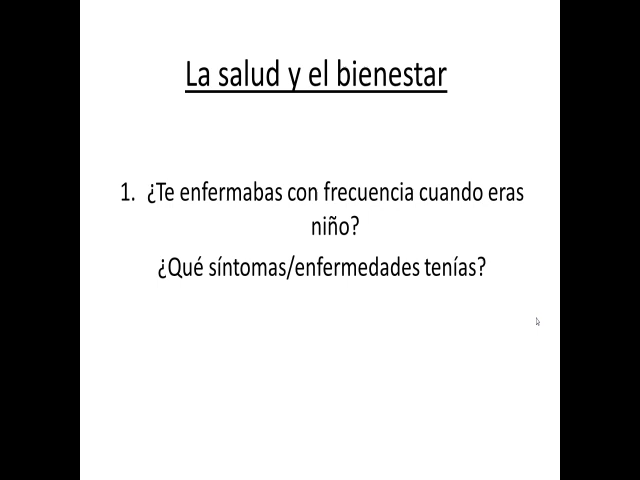 La salud y el bienestar
1. ¿Te enfermabas con frecuencia cuando eras
niño?
¿Qué síntomas/enfermedades tenías?